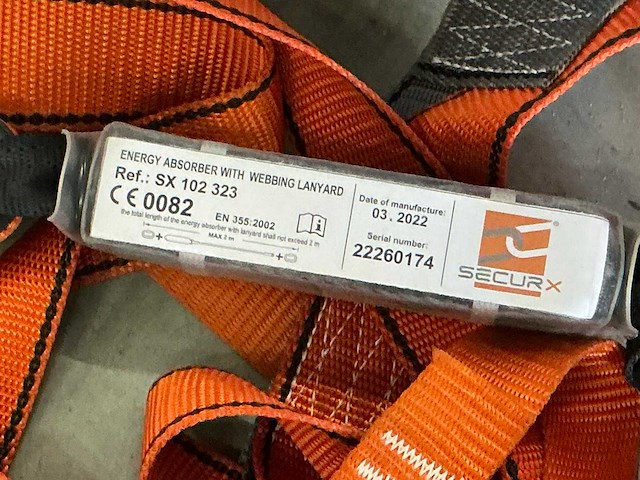 ENERGY ABSORBER WITH WEBBING LANYARD
Ref.: SX 102 323
CE 0082
EN 355:2002
the total length of the energy absorber with lanyard shall not exceed 2 m
MAX 2 m
Date of manufacture:
03. 2022
Serial number:
22260174
SECURX